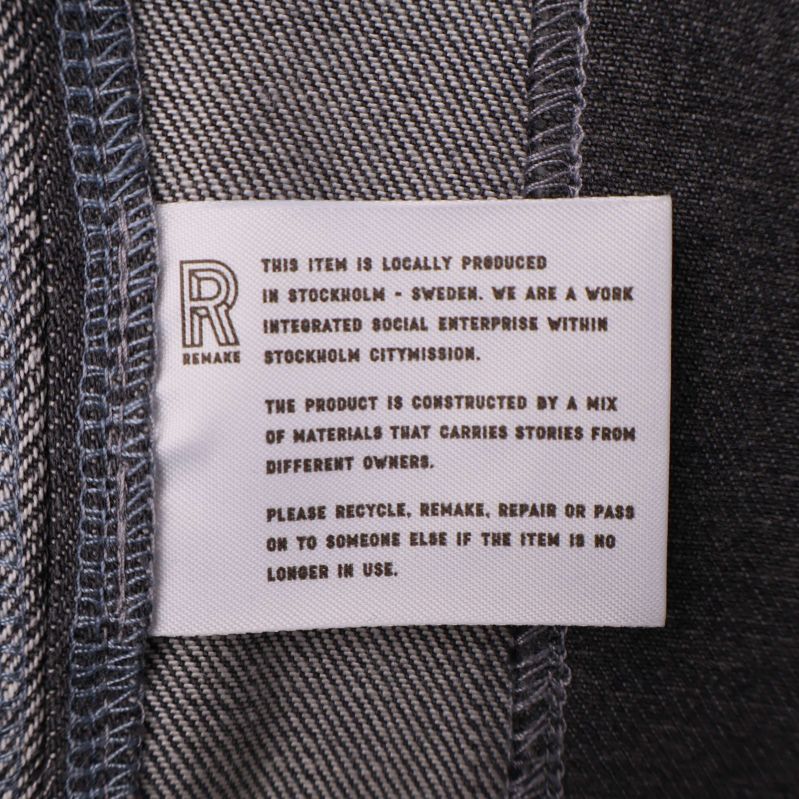 R
REMAKE
THIS ITEM IS LOCALLY PRODUCED
IN STOCKHOLM - SWEDEN. WE ARE A WORK
INTEGRATED SOCIAL ENTERPRISE WITHIN
STOCKHOLM CITYMISSION.
THE PRODUCT IS CONSTRUCTED BY A MIX
OF MATERIALS THAT CARRIES STORIES FROM
DIFFERENT OWNERS.
PLEASE RECYCLE, REMAKE, REPAIR OR PASS
ON TO SOMEONE ELSE IF THE ITEM IS NO
LONGER IN USE.